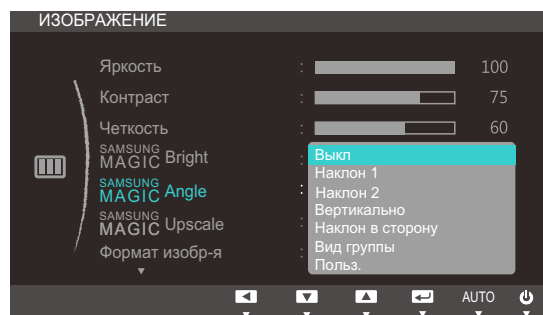 ИЗОБРАЖЕНИЕ
Яркость : 100
Контраст : 75
Четкость : 60
SAMSUNG
MAGIC Bright :
SAMSUNG
MAGIC Angle :
SAMSUNG
MAGIC Upscale :
Формат изобр-я :
Выкл
Наклон 1
Наклон 2
Вертикально
Наклон в сторону
Вид группы
Польз.
AUTO